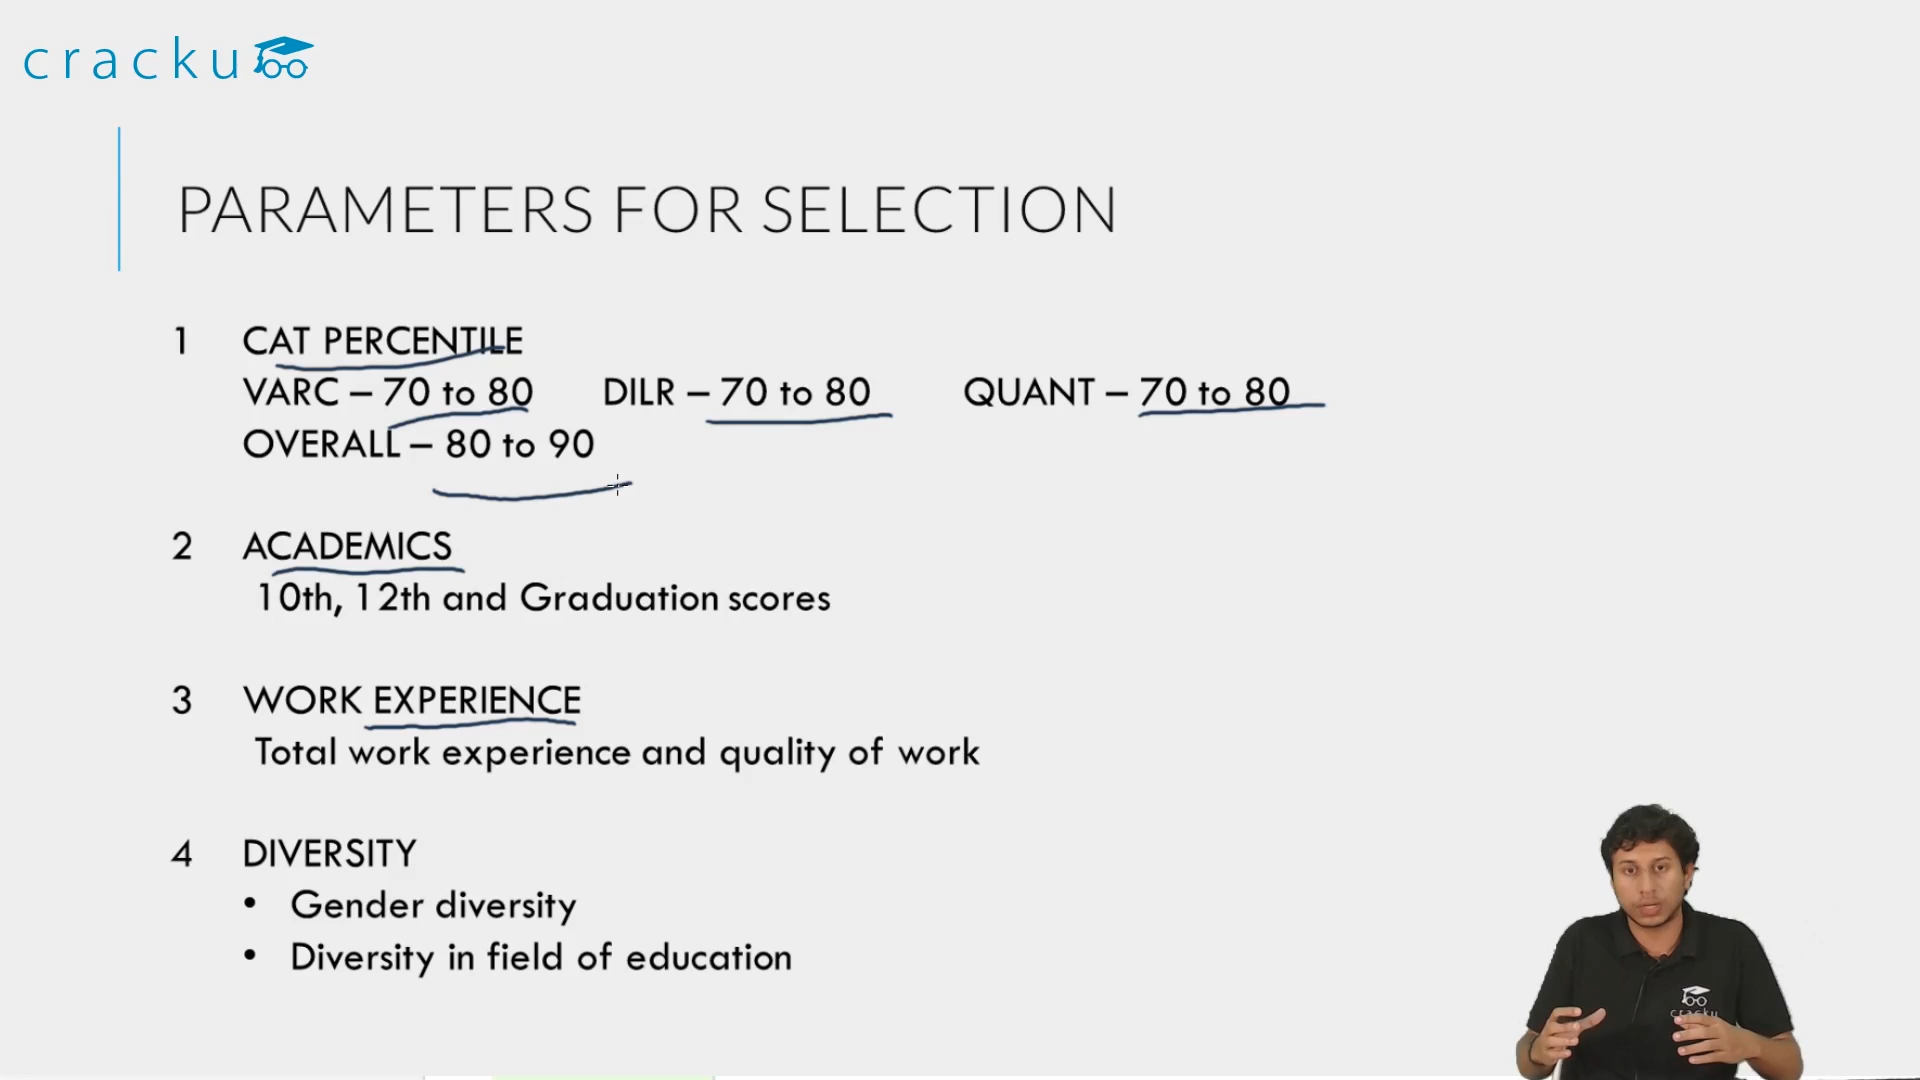 cracku
PARAMETERS FOR SELECTION
1 CAT PERCENTILE
VARC – 70 to 80 DILR – 70 to 80 QUANT – 70 to 80
OVERALL – 80 to 90
2 ACADEMICS
10th, 12th and Graduation scores
3 WORK EXPERIENCE
Total work experience and quality of work
4 DIVERSITY
• Gender diversity
• Diversity in field of education
cracku